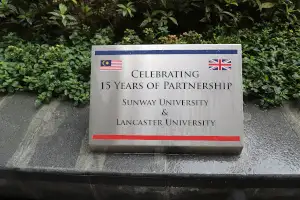 Celebrating
15 Years of Partnership
Sunway University
&
Lancaster University